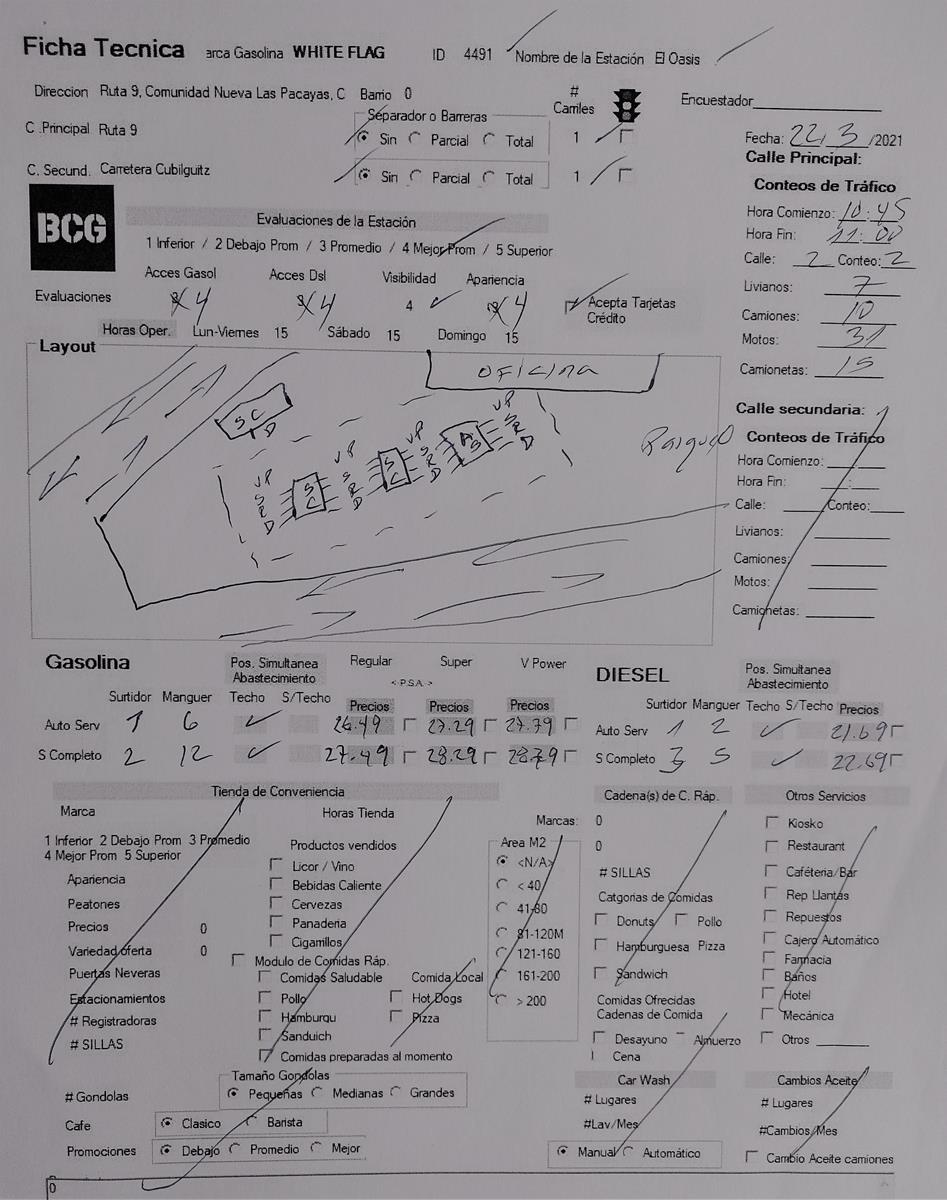 Ficha Tecnica arca Gasolina WHITE FLAG ID 4491 Nombre de la Estación El Oasis
Direccion Ruta 9, Comunidad Nueva Las Pacayas, C Barrio 0
# Carriles
Encuestador
C .Principal Ruta 9
Separador o Barreras
Sin Parcial Total 1
Fecha: 22/3/2021
C. Secund. Carretera Cubilguitz
Sin Parcial Total 1
Calle Principal:
Conteos de Tráfico
BCG
Evaluaciones de la Estación
1 Inferior / 2 Debajo Prom / 3 Promedio / 4 Mejor Prom / 5 Superior
Hora Comienzo: 10:45
Hora Fin: 11:00
Calle: 2 Conteo: 2
Acces Gasol Acces Dsl Visibilidad Apariencia
Evaluaciones 4 4 4 4
Acepta Tarjetas
Crédito
Livianos: 7
Camiones: 10
Motos: 31
Camionetas: 15
Horas Oper. Lun-Viernes 15 Sábado 15 Domingo 15
Layout
OFICINA
SC
D
VP
S
R
D
SC
VP
S
R
D
SC
VP
S
R
D
AS
VP
S
R
D
Parqueo
Calle secundaria:
Conteos de Tráfico
Hora Comienzo:
Hora Fin:
Calle: Conteo:
Livianos:
Camiones:
Motos:
Camionetas:
Gasolina
Pos. Simultanea
Abastecimiento
Regular Super V Power
<-P.S.A.->
Surtidor Manguer Techo S/Techo Precios Precios Precios
Auto Serv 1 6 26.49 27.29 27.79
S Completo 2 12 27.49 28.29 28.79
DIESEL
Pos. Simultanea
Abastecimiento
Surtidor Manguer Techo S/Techo Precios
Auto Serv 1 2 21.69
S Completo 3 5 22.69
Tienda de Conveniencia
Marca Horas Tienda
1 Inferior 2 Debajo Prom 3 Promedio
4 Mejor Prom 5 Superior
Apariencia
Peatones
Precios 0
Variedad/oferta 0
Puertas Neveras
Estacionamientos
# Registradoras
# SILLAS
Productos vendidos
Licor / Vino
Bebidas Caliente
Cervezas
Panaderia
Cigarrillos
Modulo de Comidas Ráp.
Comidas Saludable Comida Local
Pollo Hot Dogs
Hamburgu Pizza
Sanduich
Comidas preparadas al momento
Area M2
<N/A>
< 40
41-80
81-120M
121-160
161-200
> 200
Cadena(s) de C. Ráp.
Marcas: 0
0
# SILLAS
Catgorias de Comidas
Donuts Pollo
Hamburguesa Pizza
Sandwich
Comidas Ofrecidas
Cadenas de Comida
Desayuno Almuerzo
Cena
Otros Servicios
Kiosko
Restaurant
Caféteria/Bar
Rep Llantas
Repuestos
Cajero Automático
Farmacia
Baños
Hotel
Mecánica
Otros
# Gondolas
Tamaño Gondolas
Pequeñas Medianas Grandes
Cafe Clasico Barista
Promociones Debajo Promedio Mejor
Car Wash
# Lugares
#Lav/Mes
Manual Automático
Cambios Aceite
# Lugares
#Cambios/Mes
Cambio Aceite camiones
0